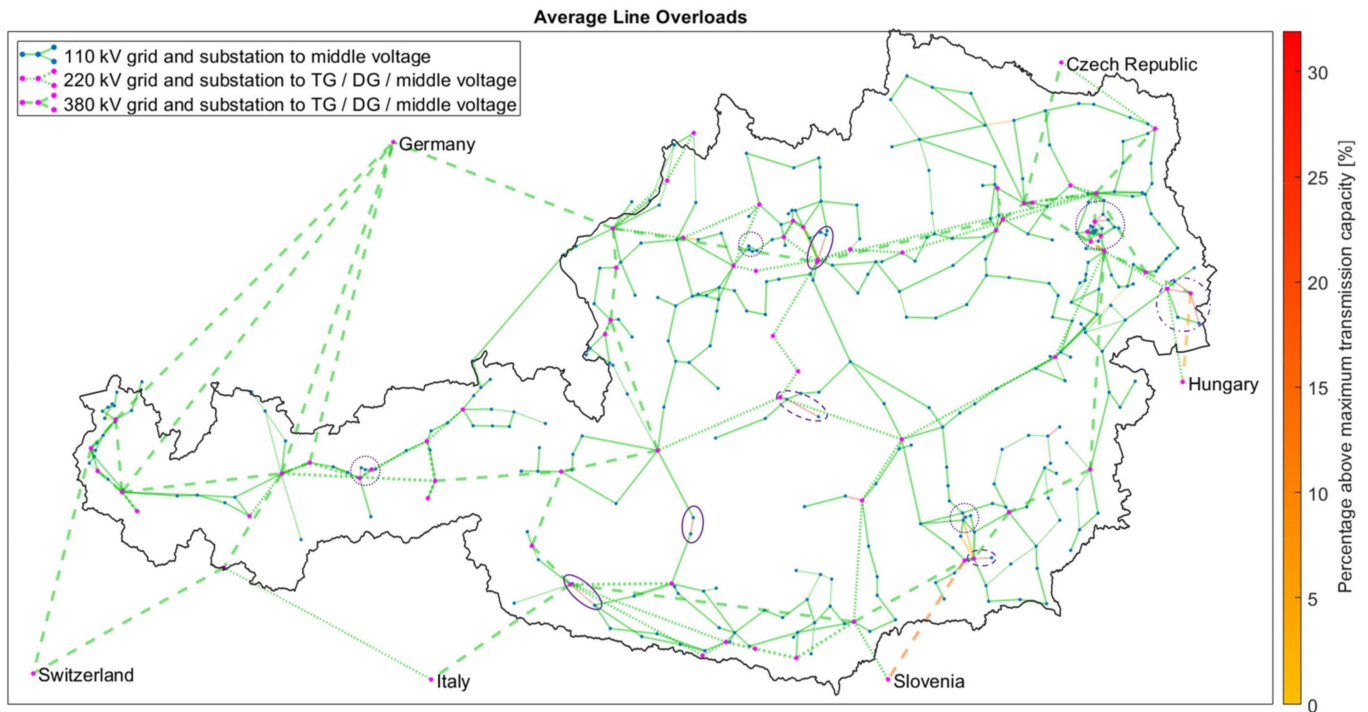 Average Line Overloads
110 kV grid and substation to middle voltage
220 kV grid and substation to TG / DG / middle voltage
380 kV grid and substation to TG / DG / middle voltage
Czech Republic
Germany
Hungary
Switzerland
Italy
Slovenia
30
25
20
15
10
5
0
Percentage above maximum transmission capacity [%]